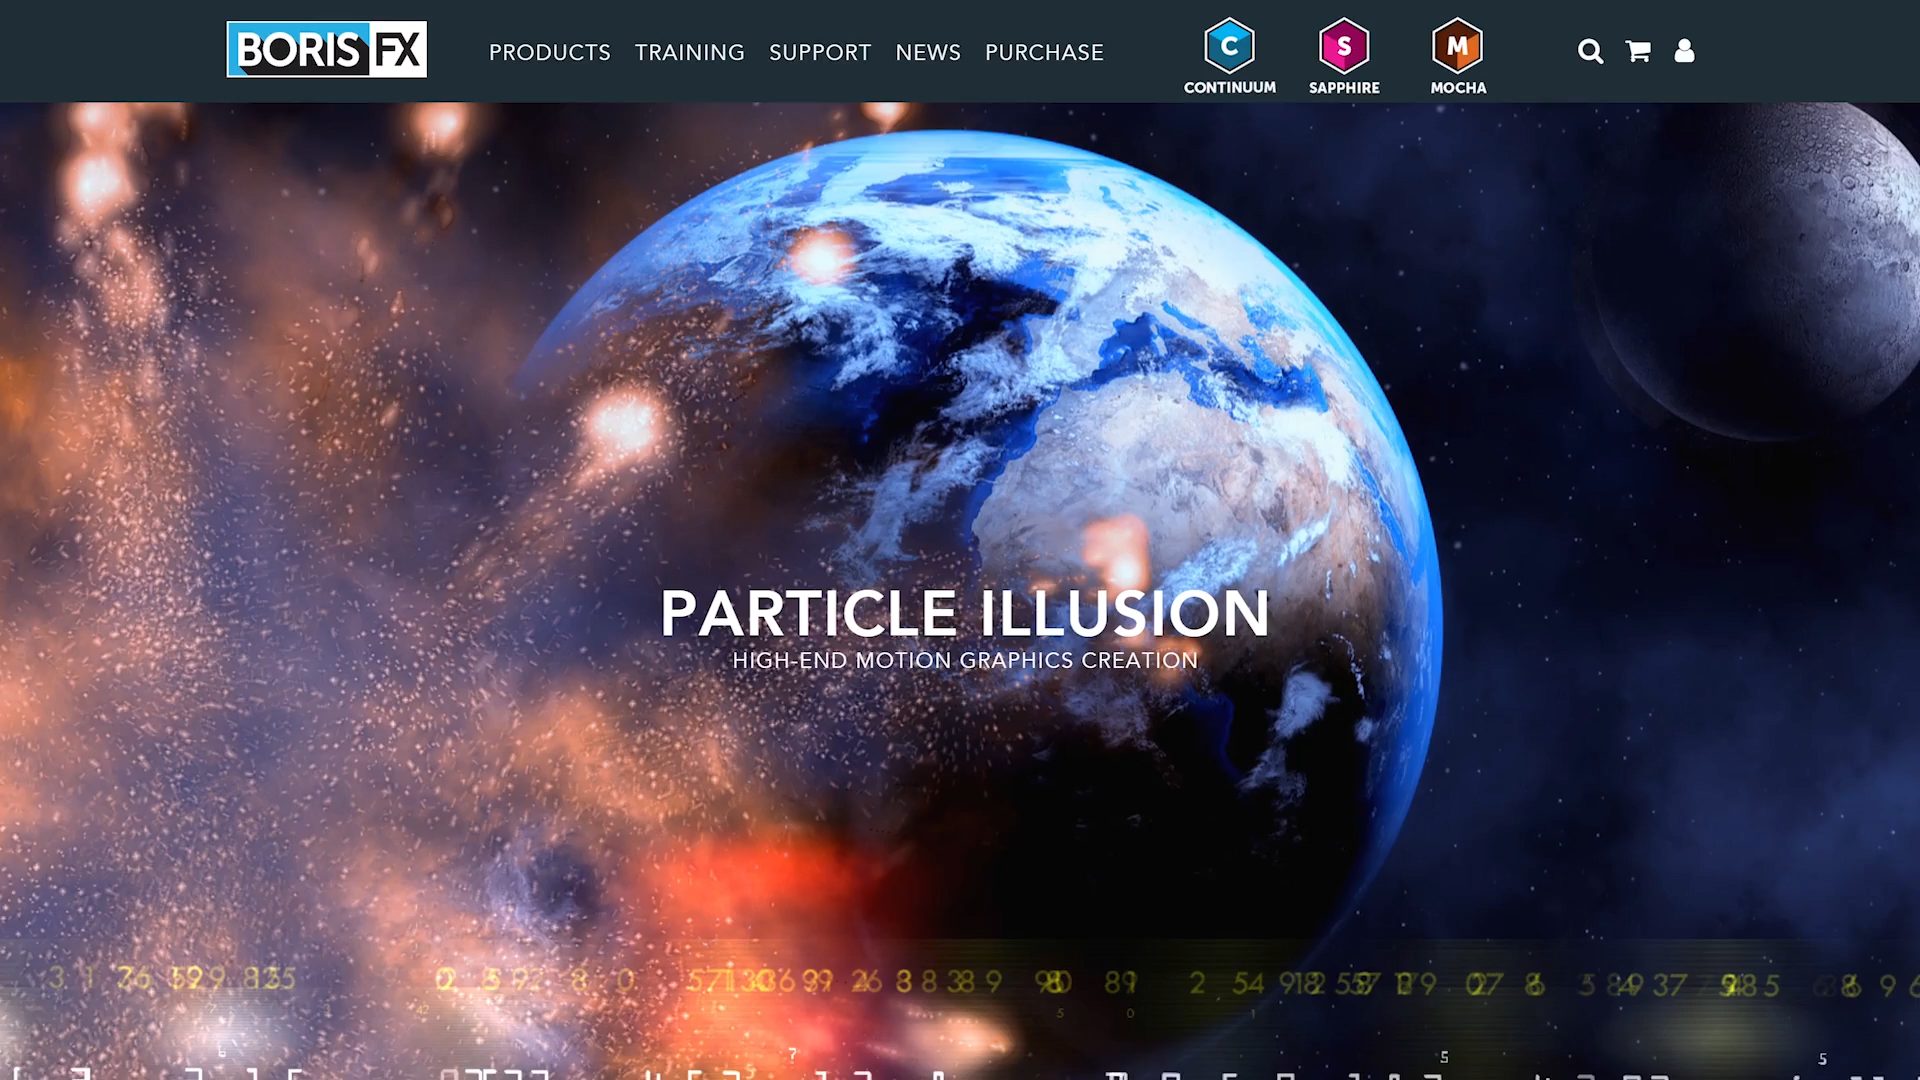 BORIS FX
PRODUCTS TRAINING SUPPORT NEWS PURCHASE
C S M
CONTINUUM SAPPHIRE MOCHA
PARTICLE ILLUSION
HIGH-END MOTION GRAPHICS CREATION